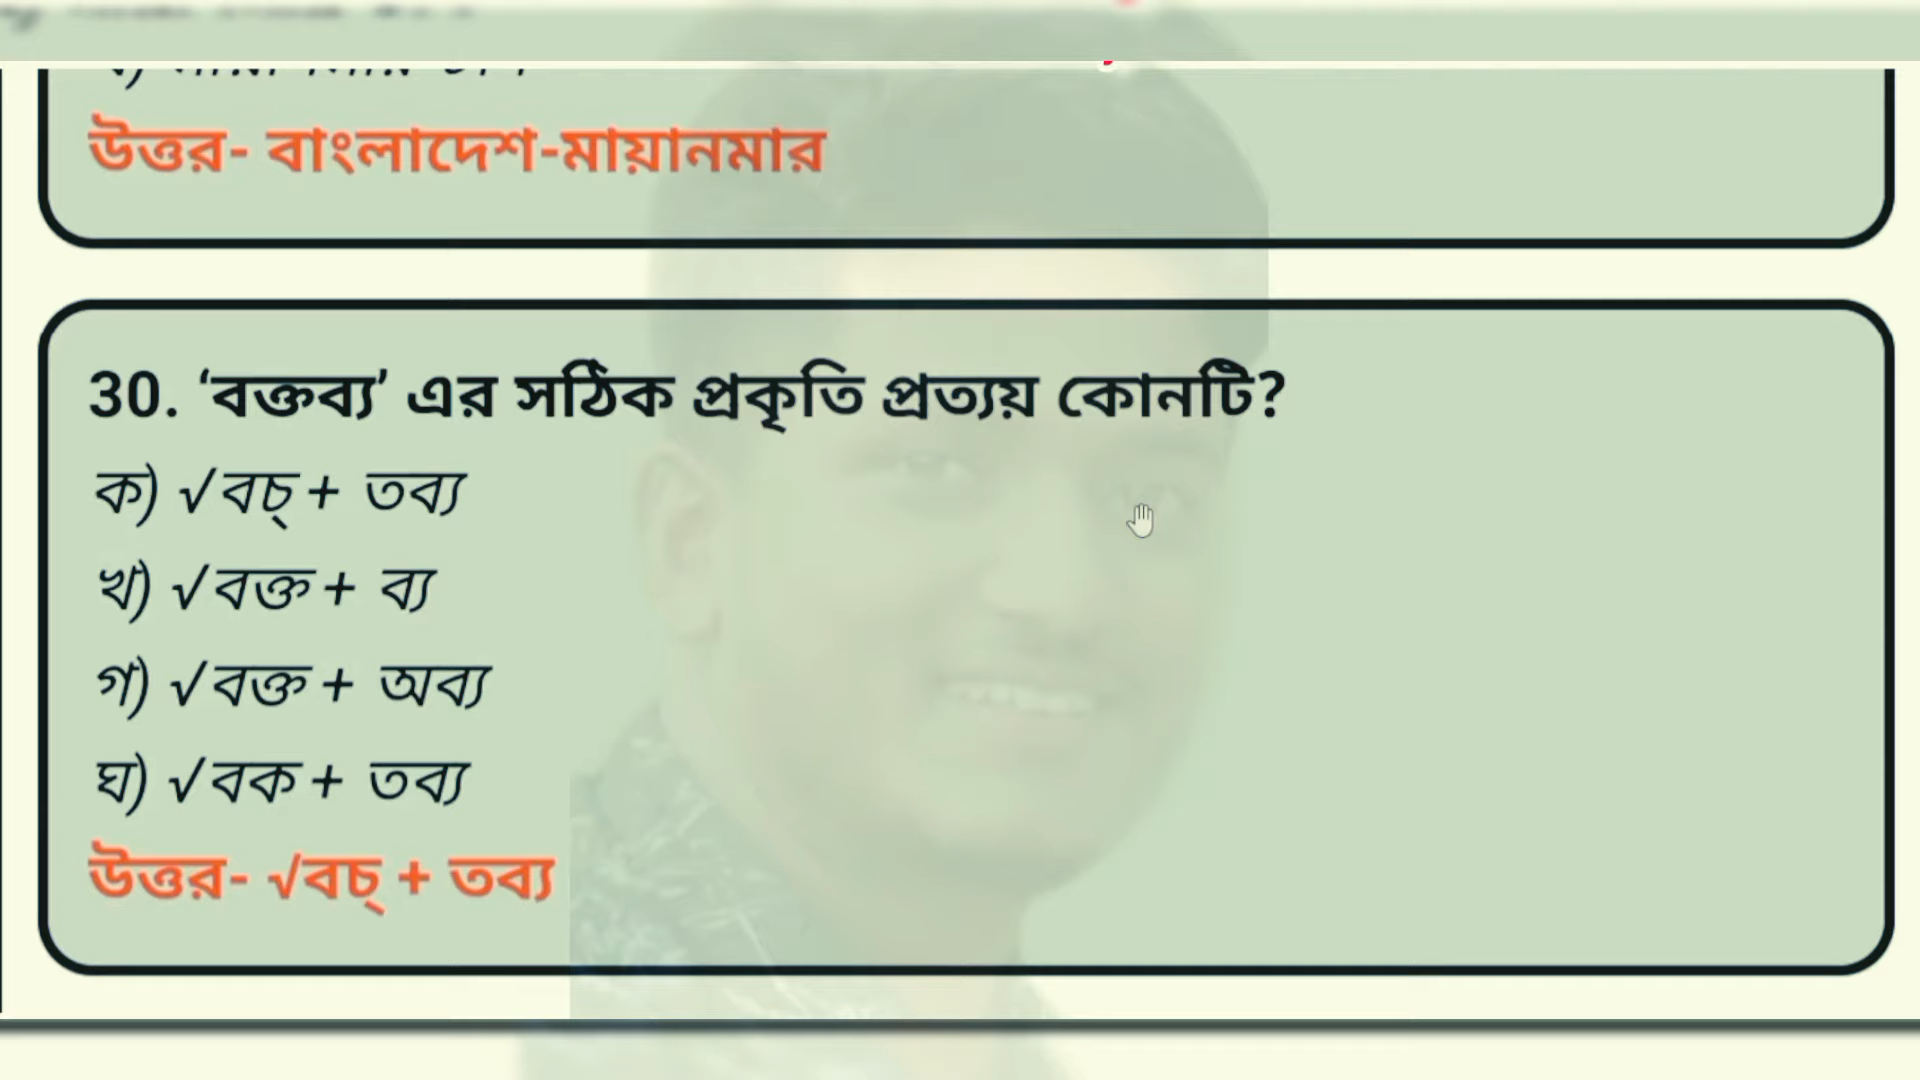 উত্তর- বাংলাদেশ-মায়ানমার
30. ‘বক্তব্য’ এর সঠিক প্রকৃতি প্রত্যয় কোনটি?
ক) √বচ্ + তব্য
খ) √বক্ত + ব্য
গ) √বক্ত + অব্য
ঘ) √বক + তব্য
উত্তর- √বচ্ + তব্য